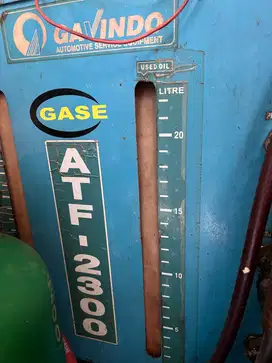 GAVINDO
AUTOMOTIVE SERVICE EQUIPMENT
USED OIL
LITRE
GASE
20
ATF-2300
15
10
5